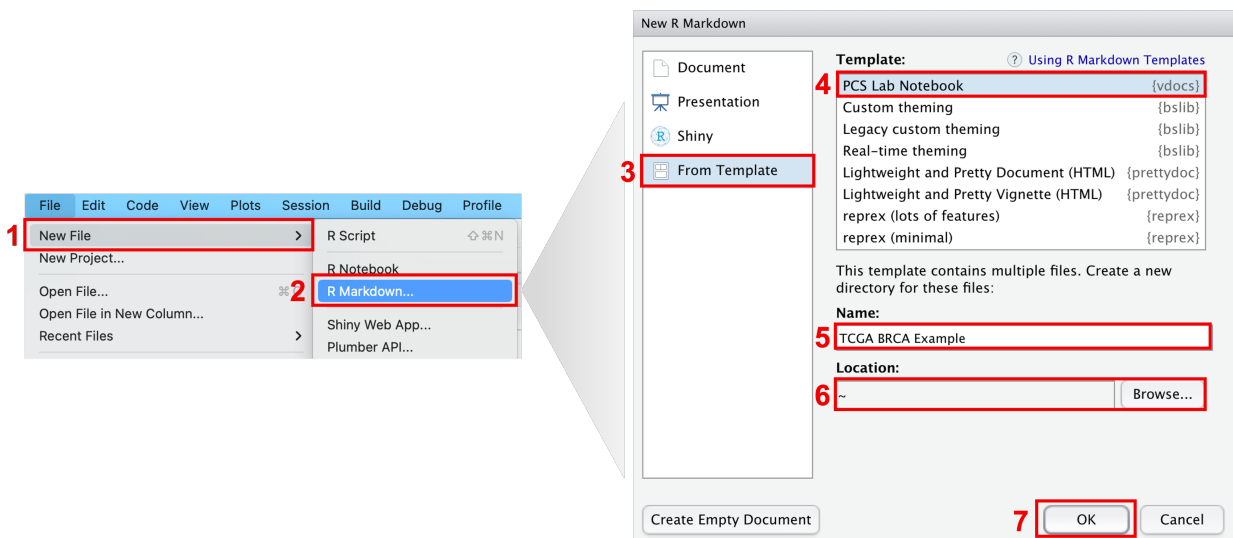 File Edit Code View Plots Session Build Debug Profile
1 New File >
New Project...
Open File...
Open File in New Column...
Recent Files >
R Script ⇧⌘N
R Notebook
2 R Markdown...
Shiny Web App...
Plumber API...
New R Markdown
Document
Presentation
R Shiny
3 From Template
Template: ? Using R Markdown Templates
4 PCS Lab Notebook {vdocs}
Custom theming {bslib}
Legacy custom theming {bslib}
Real-time theming {bslib}
Lightweight and Pretty Document (HTML) {prettydoc}
Lightweight and Pretty Vignette (HTML) {prettydoc}
reprex (lots of features) {reprex}
reprex (minimal) {reprex}
This template contains multiple files. Create a new
directory for these files:
Name:
5 TCGA BRCA Example
Location:
6 ~ Browse...
Create Empty Document
7 OK Cancel